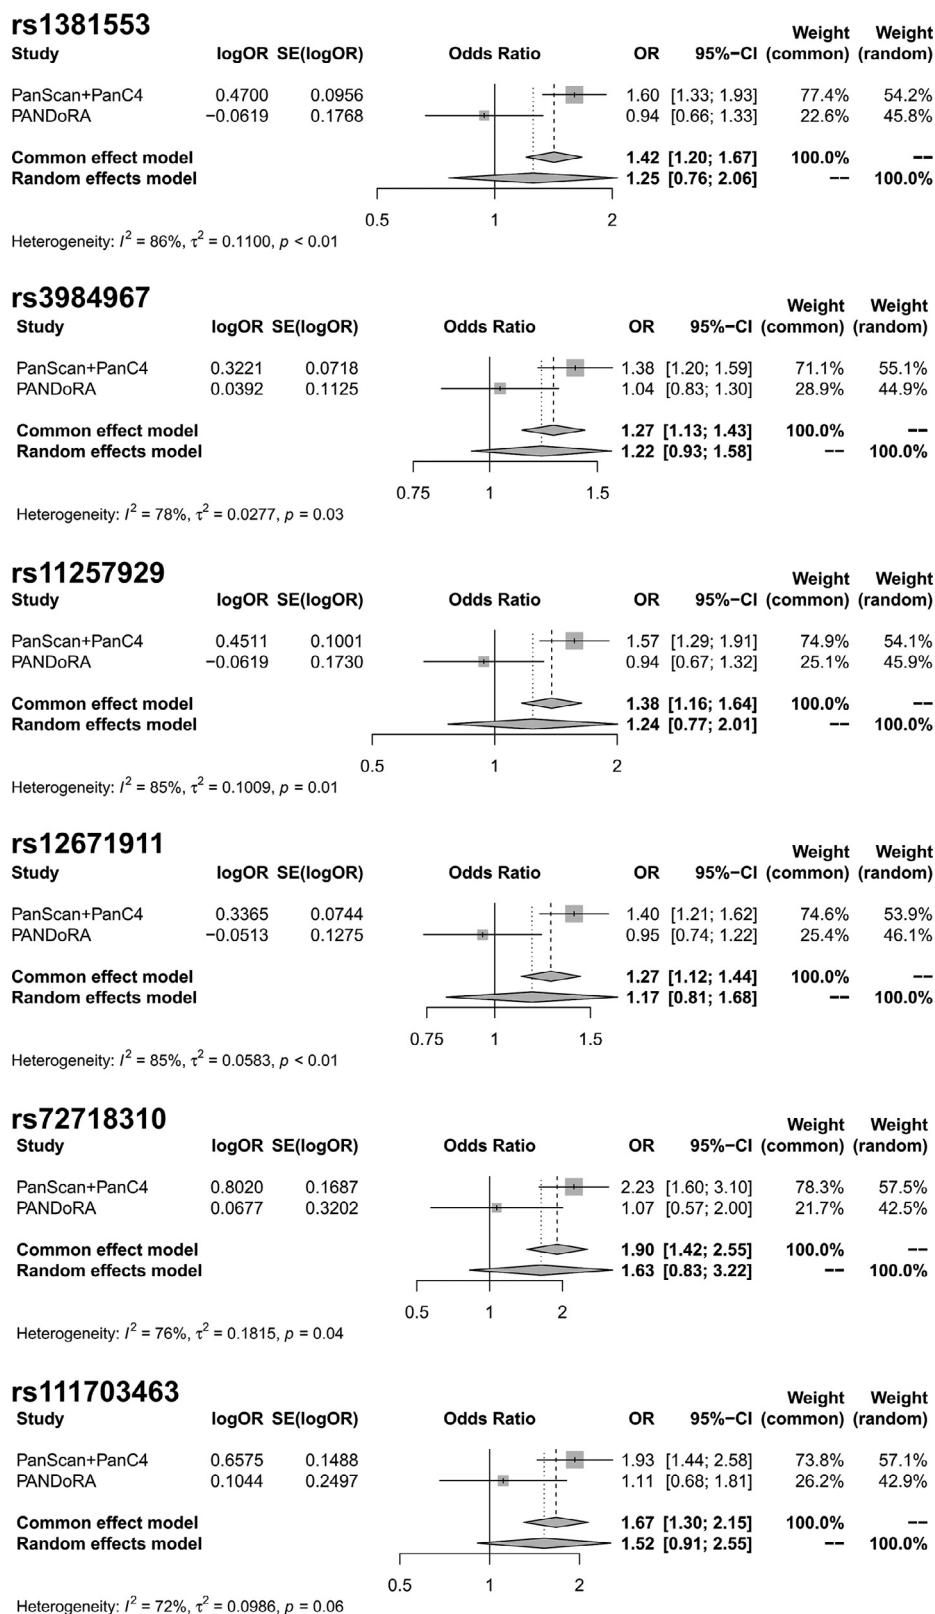 rs1381553
Weight Weight
Study logOR SE(logOR) Odds Ratio OR 95%−CI (common) (random)
PanScan+PanC4 0.4700 0.0956 1.60 [1.33; 1.93] 77.4% 54.2%
PANDoRA −0.0619 0.1768 0.94 [0.66; 1.33] 22.6% 45.8%
Common effect model 1.42 [1.20; 1.67] 100.0% −−
Random effects model 1.25 [0.76; 2.06] −− 100.0%
0.5 1 2
Heterogeneity: I² = 86%, τ² = 0.1100, p < 0.01
rs3984967
Weight Weight
Study logOR SE(logOR) Odds Ratio OR 95%−CI (common) (random)
PanScan+PanC4 0.3221 0.0718 1.38 [1.20; 1.59] 71.1% 55.1%
PANDoRA 0.0392 0.1125 1.04 [0.83; 1.30] 28.9% 44.9%
Common effect model 1.27 [1.13; 1.43] 100.0% −−
Random effects model 1.22 [0.93; 1.58] −− 100.0%
0.75 1 1.5
Heterogeneity: I² = 78%, τ² = 0.0277, p = 0.03
rs11257929
Weight Weight
Study logOR SE(logOR) Odds Ratio OR 95%−CI (common) (random)
PanScan+PanC4 0.4511 0.1001 1.57 [1.29; 1.91] 74.9% 54.1%
PANDoRA −0.0619 0.1730 0.94 [0.67; 1.32] 25.1% 45.9%
Common effect model 1.38 [1.16; 1.64] 100.0% −−
Random effects model 1.24 [0.77; 2.01] −− 100.0%
0.5 1 2
Heterogeneity: I² = 85%, τ² = 0.1009, p = 0.01
rs12671911
Weight Weight
Study logOR SE(logOR) Odds Ratio OR 95%−CI (common) (random)
PanScan+PanC4 0.3365 0.0744 1.40 [1.21; 1.62] 74.6% 53.9%
PANDoRA −0.0513 0.1275 0.95 [0.74; 1.22] 25.4% 46.1%
Common effect model 1.27 [1.12; 1.44] 100.0% −−
Random effects model 1.17 [0.81; 1.68] −− 100.0%
0.75 1 1.5
Heterogeneity: I² = 85%, τ² = 0.0583, p < 0.01
rs72718310
Weight Weight
Study logOR SE(logOR) Odds Ratio OR 95%−CI (common) (random)
PanScan+PanC4 0.8020 0.1687 2.23 [1.60; 3.10] 78.3% 57.5%
PANDoRA 0.0677 0.3202 1.07 [0.57; 2.00] 21.7% 42.5%
Common effect model 1.90 [1.42; 2.55] 100.0% −−
Random effects model 1.63 [0.83; 3.22] −− 100.0%
0.5 1 2
Heterogeneity: I² = 76%, τ² = 0.1815, p = 0.04
rs111703463
Weight Weight
Study logOR SE(logOR) Odds Ratio OR 95%−CI (common) (random)
PanScan+PanC4 0.6575 0.1488 1.93 [1.44; 2.58] 73.8% 57.1%
PANDoRA 0.1044 0.2497 1.11 [0.68; 1.81] 26.2% 42.9%
Common effect model 1.67 [1.30; 2.15] 100.0% −−
Random effects model 1.52 [0.91; 2.55] −− 100.0%
0.5 1 2
Heterogeneity: I² = 72%, τ² = 0.0986, p = 0.06